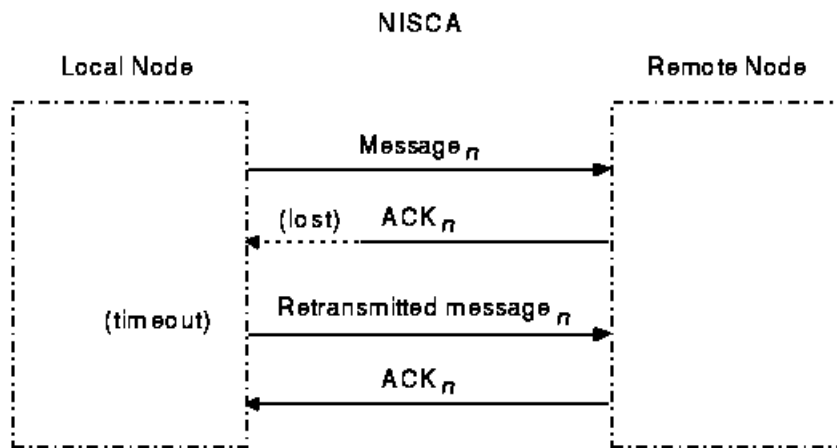 NISCA
Local Node
Remote Node
Message n
(lost)
ACK n
(timeout)
Retransmitted message n
ACK n